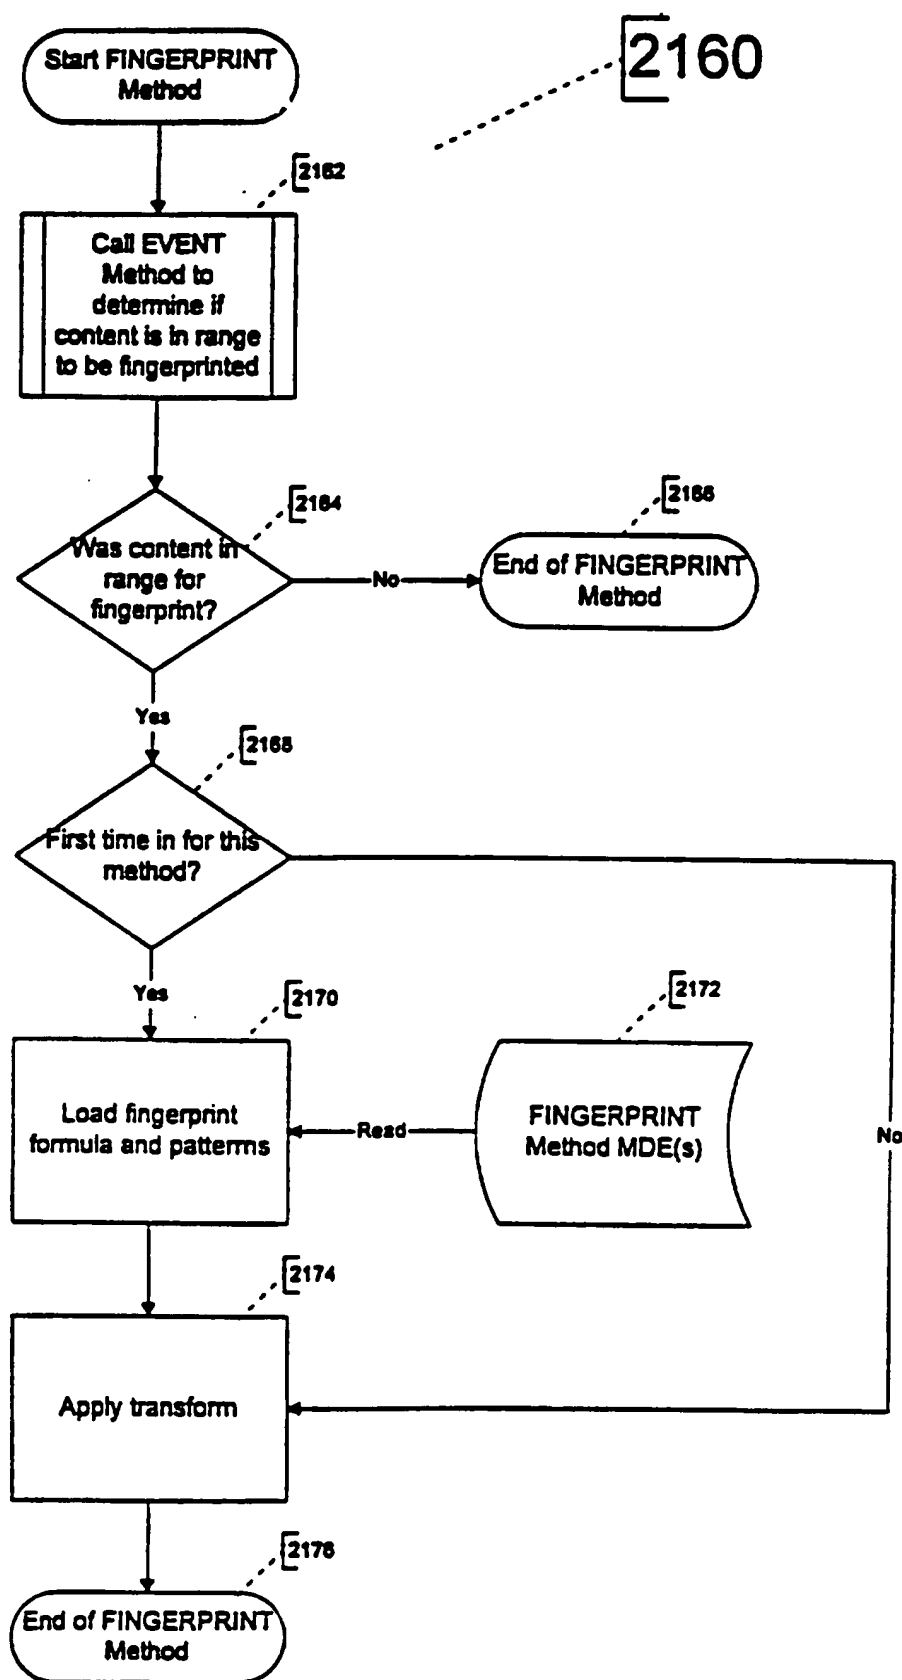 Start FINGERPRINT
Method
2160
2162
Call EVENT
Method to
determine if
content is in range
to be fingerprinted
2164
Was content in
range for
fingerprint?
No
2166
End of FINGERPRINT
Method
Yes
2168
First time in for this
method?
Yes
2170
Load fingerprint
formula and patterms
Read
2172
FINGERPRINT
Method MDE(s)
No
2174
Apply transform
2176
End of FINGERPRINT
Method